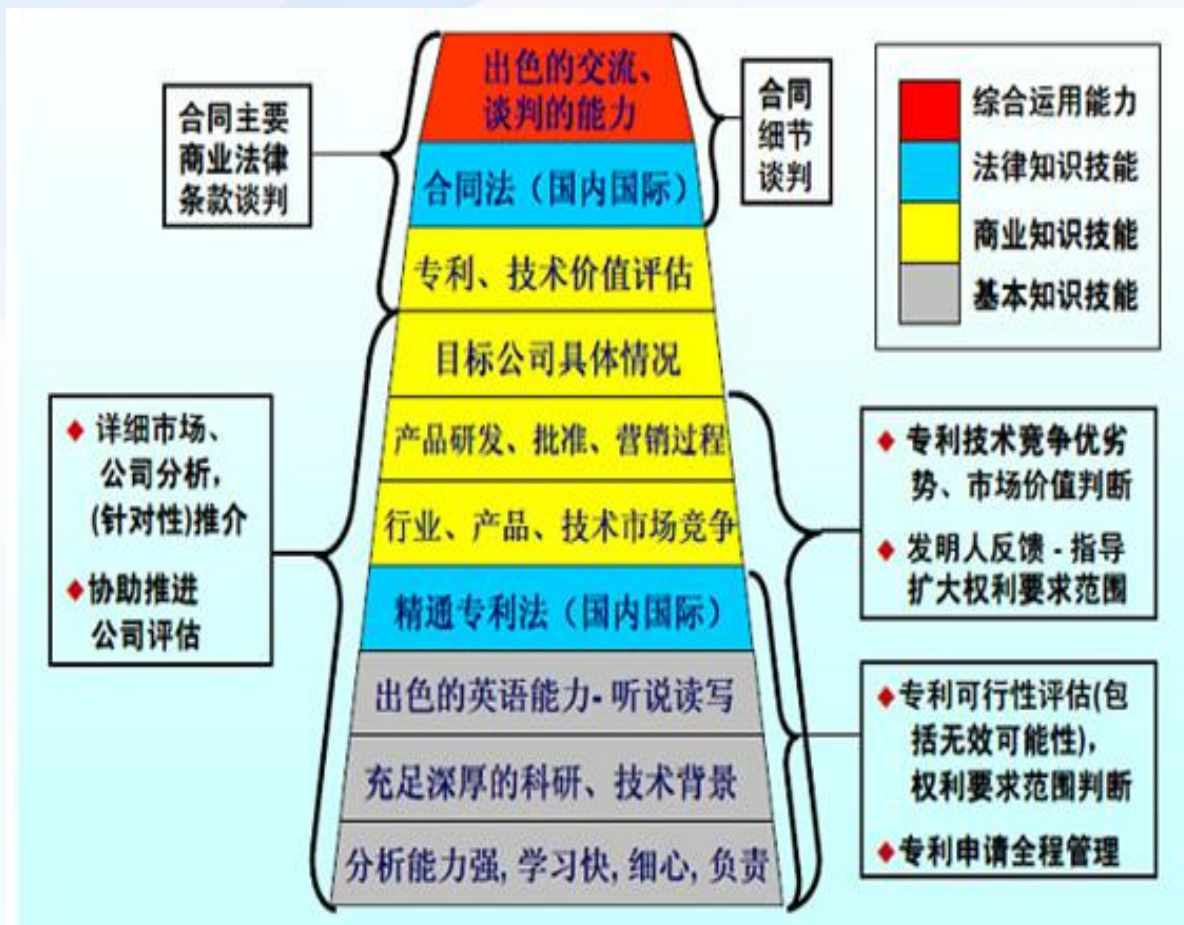 出色的交流、
谈判的能力
合同法（国内国际）
专利、技术价值评估
目标公司具体情况
产品研发、批准、营销过程
行业、产品、技术市场竞争
精通专利法（国内国际）
出色的英语能力- 听说读写
充足深厚的科研、技术背景
分析能力强, 学习快, 细心, 负责
合同主要
商业法律
条款谈判
详细市场、
公司分析，
(针对性)推介
协助推进
公司评估
合同
细节
谈判
综合运用能力
法律知识技能
商业知识技能
基本知识技能
专利技术竞争优劣
势、市场价值判断
发明人反馈 - 指导
扩大权利要求范围
专利可行性评估(包
括无效可能性)，
权利要求范围判断
专利申请全程管理